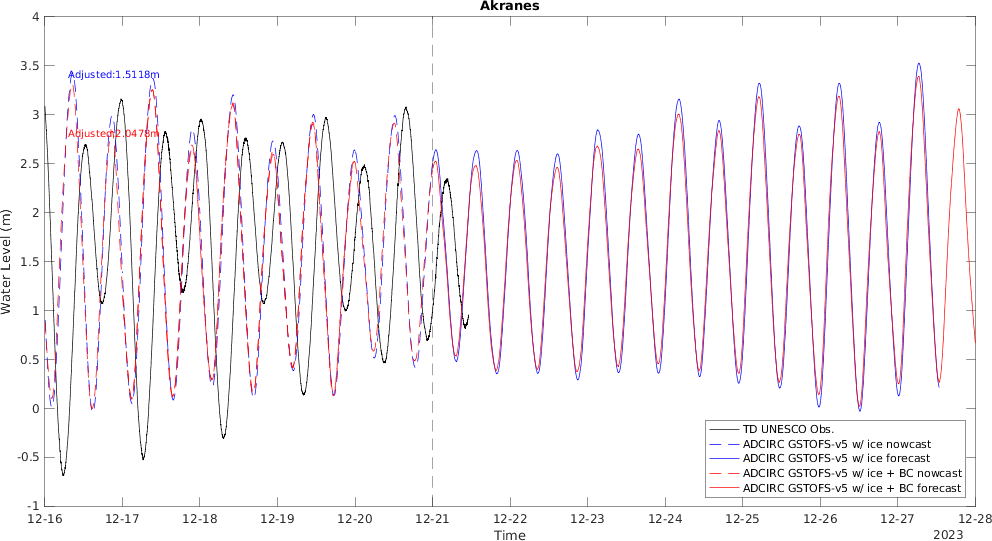 Akranes
Water Level (m)
4
3.5
3
2.5
2
1.5
1
0.5
0
-0.5
-1
Adjusted:1.5118m
Adjusted:2.0478m
TD UNESCO Obs.
ADCIRC GSTOFS-v5 w/ ice nowcast
ADCIRC GSTOFS-v5 w/ ice forecast
ADCIRC GSTOFS-v5 w/ ice + BC nowcast
ADCIRC GSTOFS-v5 w/ ice + BC forecast
12-16 12-17 12-18 12-19 12-20 12-21 12-22 12-23 12-24 12-25 12-26 12-27 12-28
Time
2023